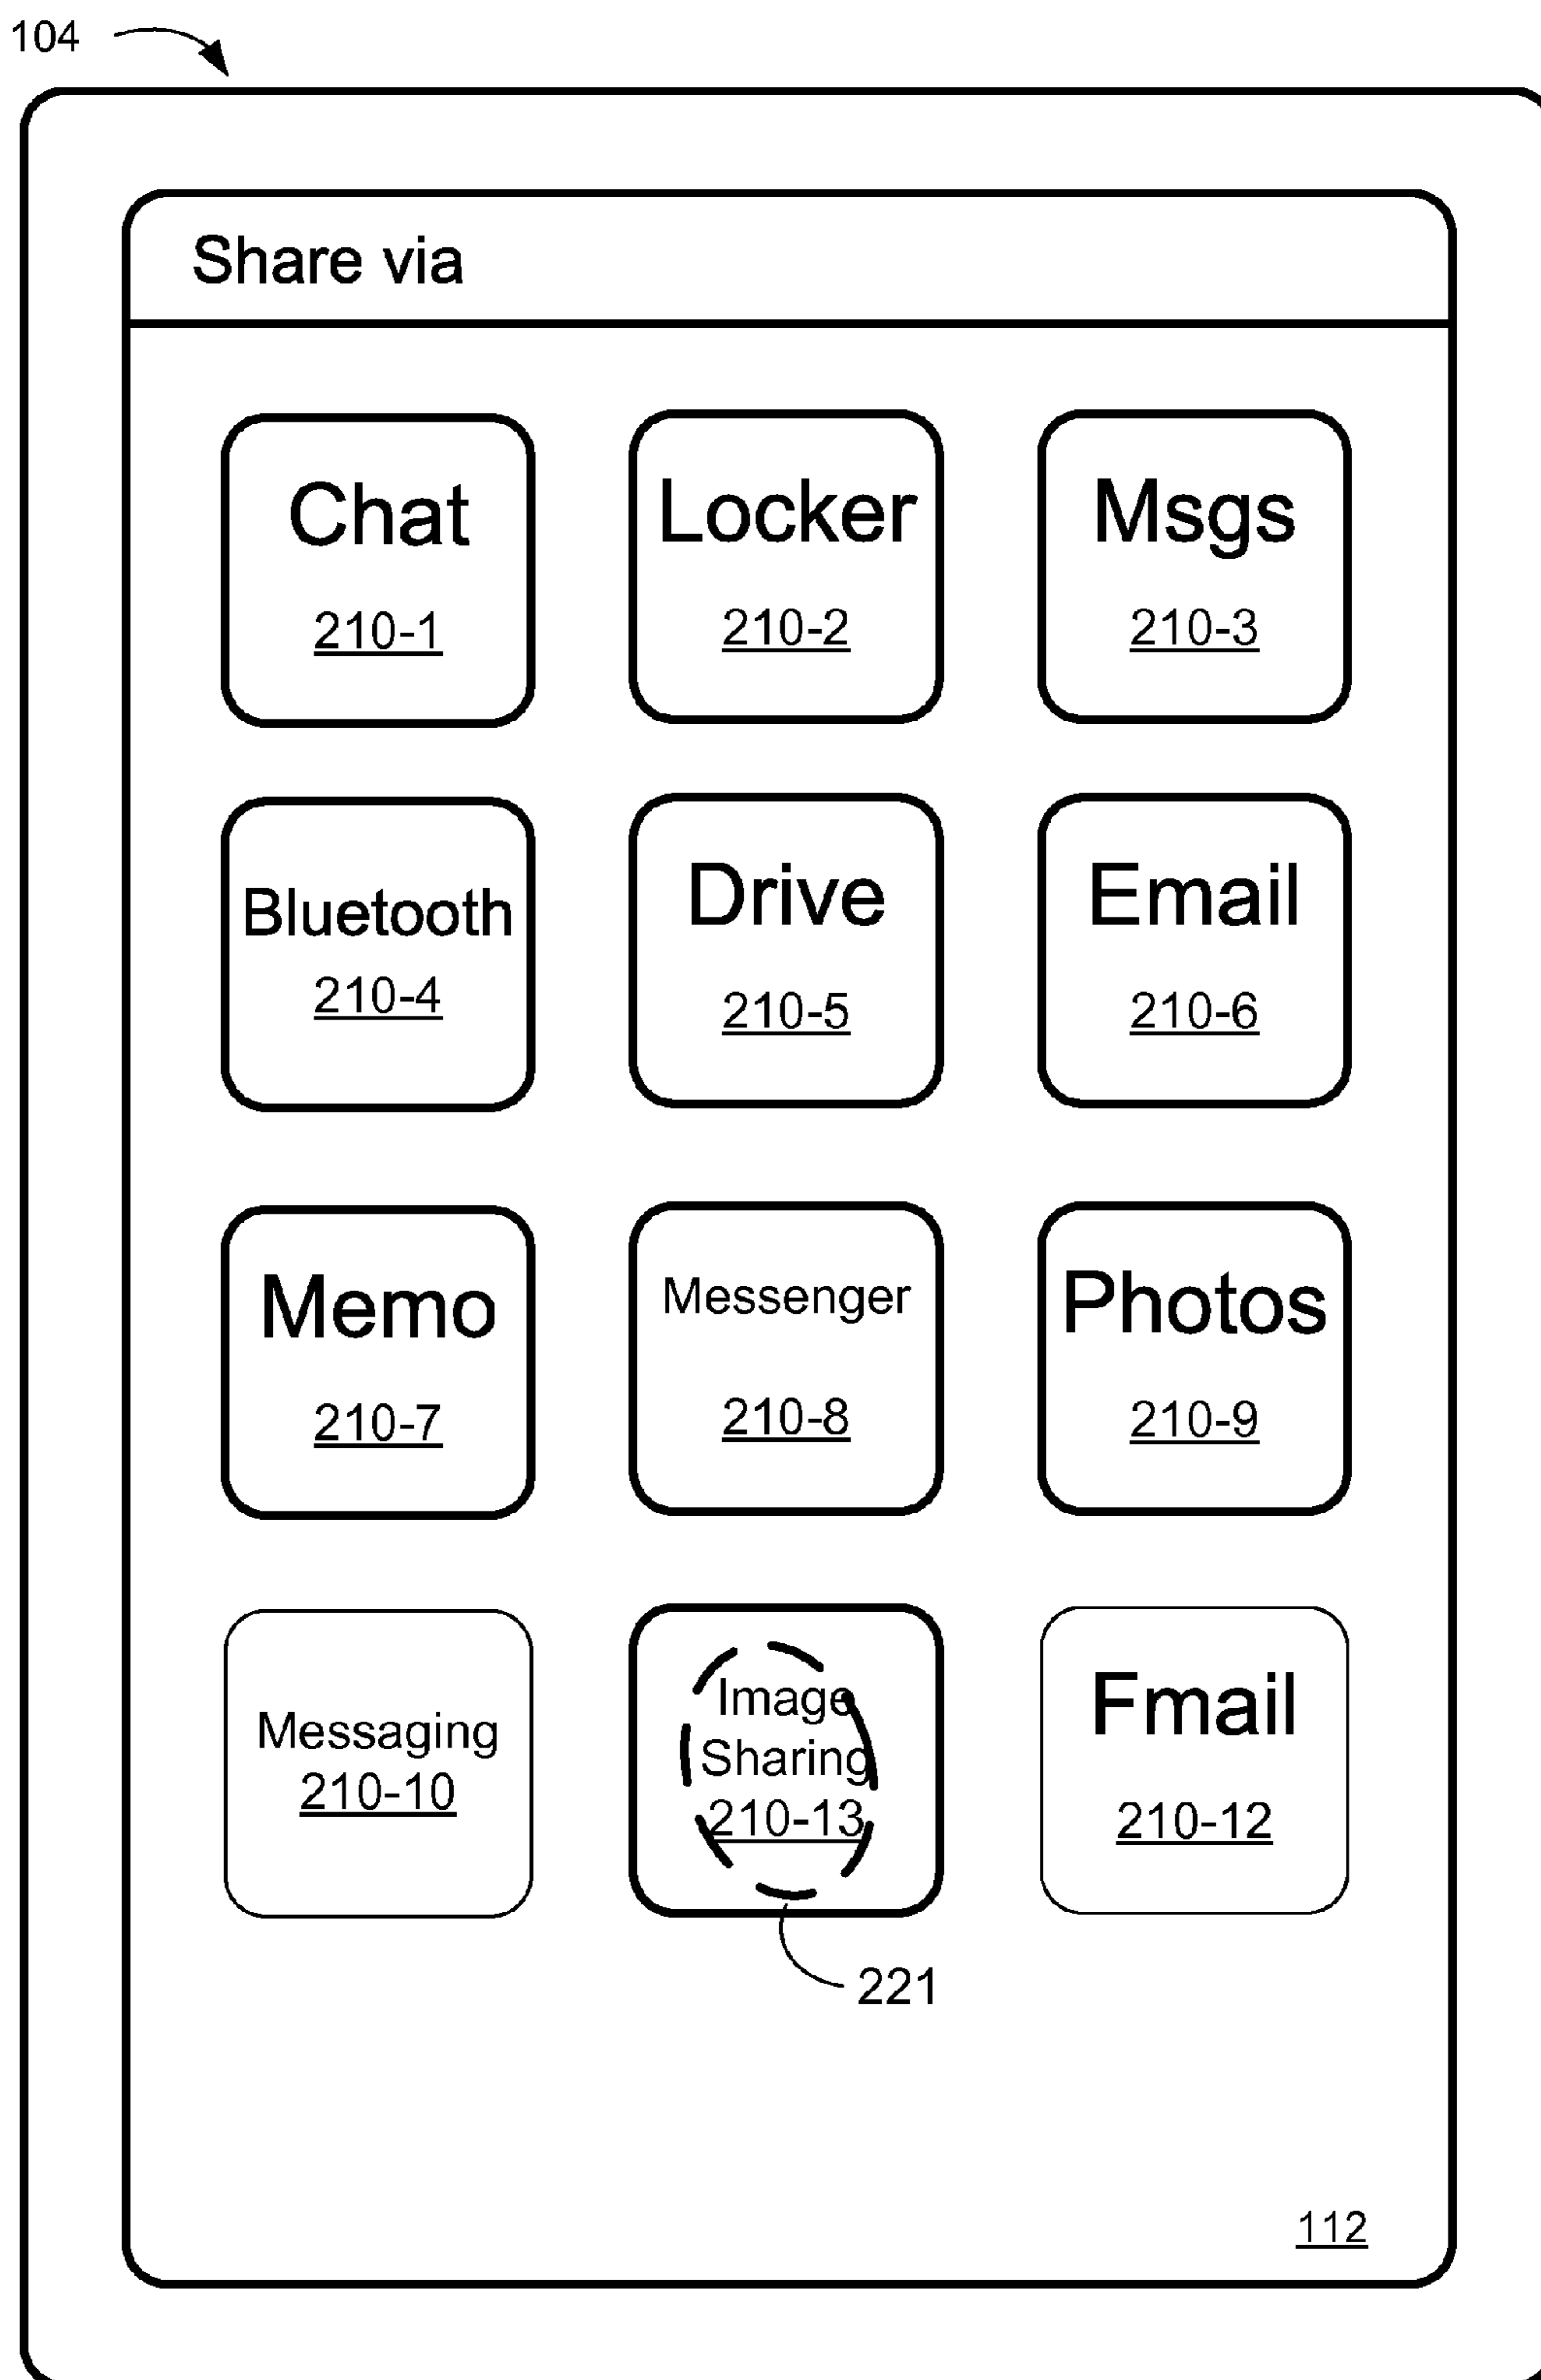 104
Share via
Chat
210-1
Locker
210-2
Msgs
210-3
Bluetooth
210-4
Drive
210-5
Email
210-6
Memo
210-7
Messenger
210-8
Photos
210-9
Messaging
210-10
Image
Sharing
210-13
Fmail
210-12
221
112